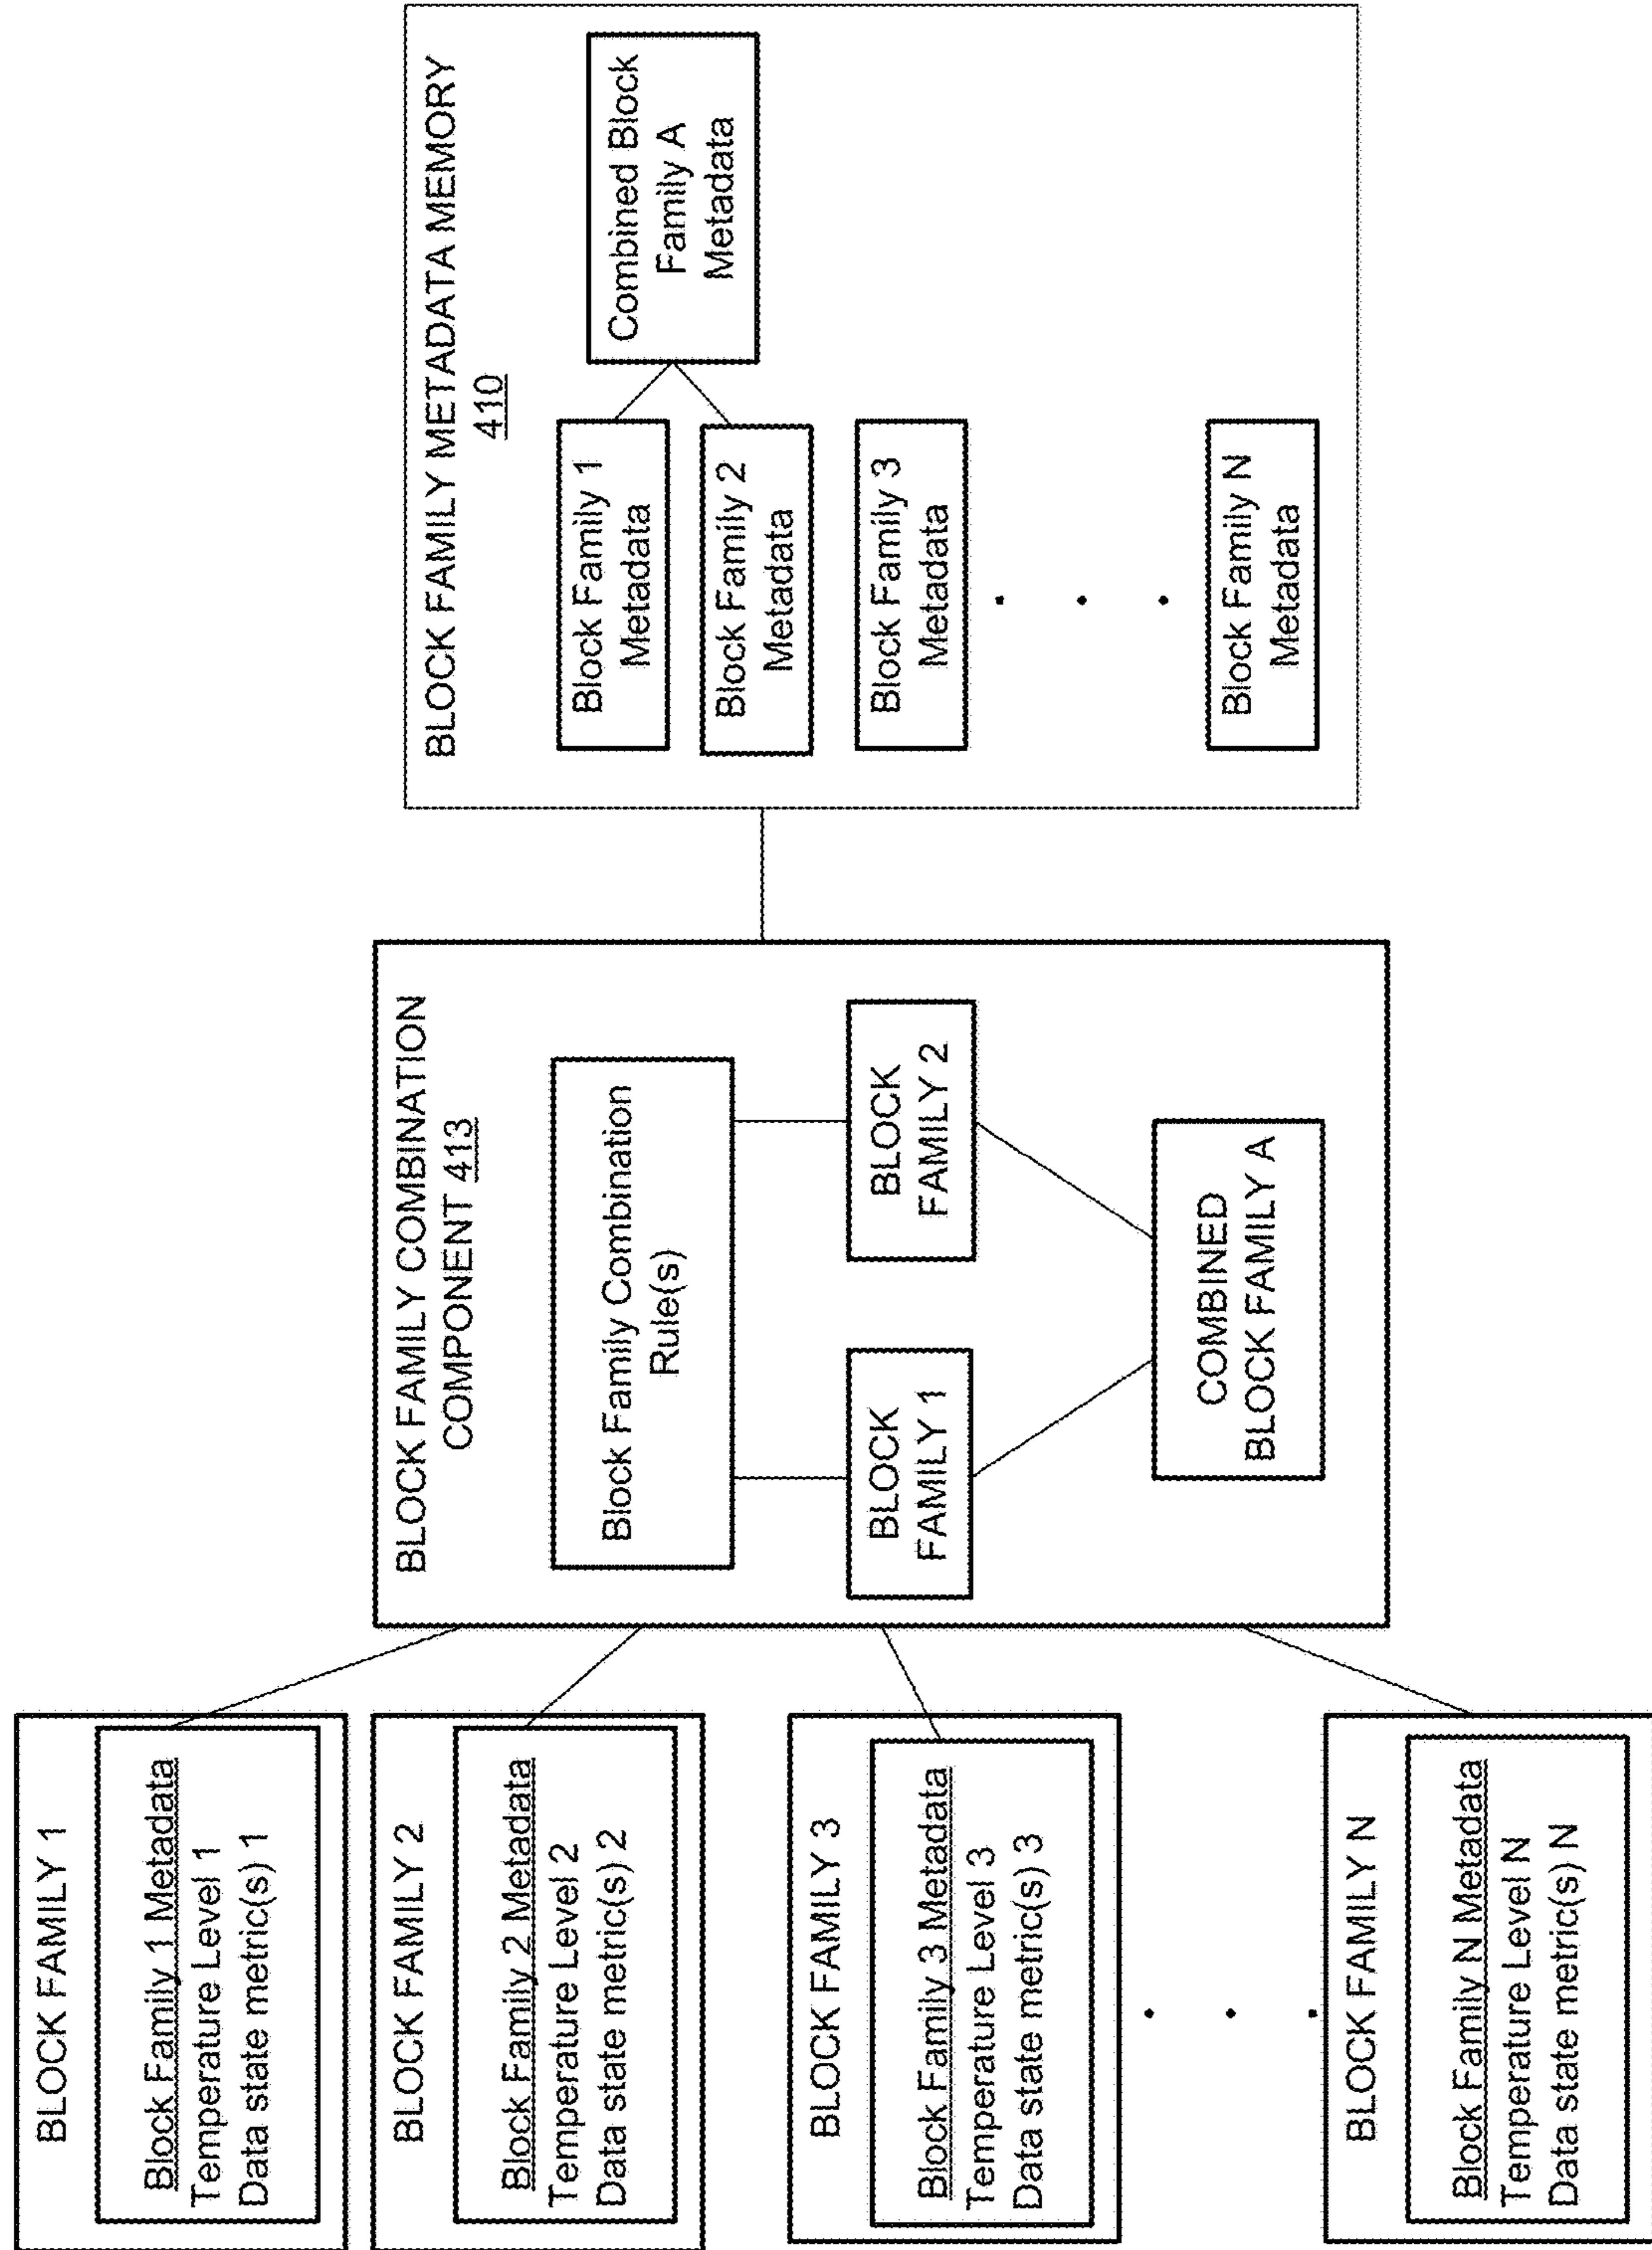 BLOCK FAMILY 1
Block Family 1 Metadata
Temperature Level 1
Data state metric(s) 1
BLOCK FAMILY 2
Block Family 2 Metadata
Temperature Level 2
Data state metric(s) 2
BLOCK FAMILY 3
Block Family 3 Metadata
Temperature Level 3
Data state metric(s) 3
BLOCK FAMILY N
Block Family N Metadata
Temperature Level N
Data state metric(s) N
BLOCK FAMILY COMBINATION
COMPONENT 413
Block Family Combination
Rule(s)
BLOCK
FAMILY 1
BLOCK
FAMILY 2
COMBINED
BLOCK FAMILY A
BLOCK FAMILY METADATA MEMORY
410
Block Family 1
Metadata
Block Family 2
Metadata
Block Family 3
Metadata
Block Family N
Metadata
Combined Block
Family A
Metadata